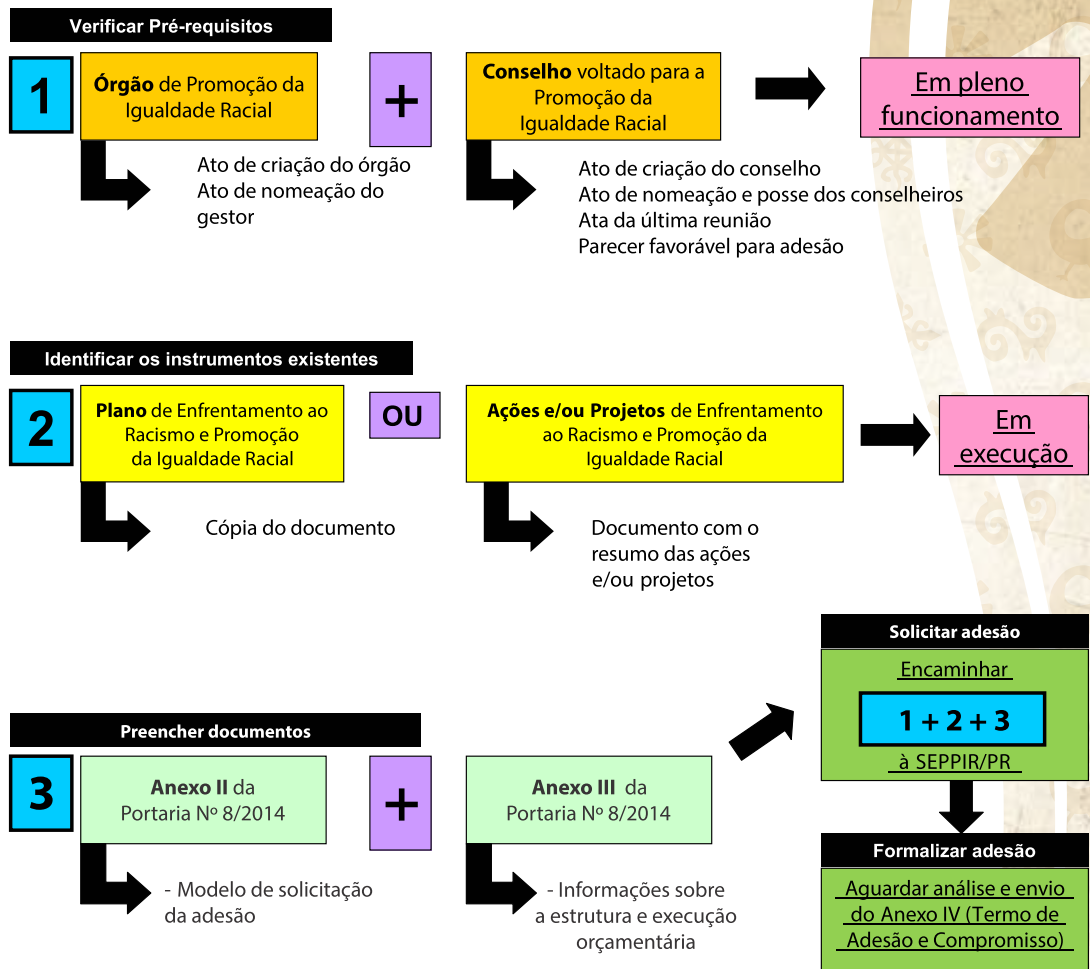 Verificar Pré-requisitos
1
Órgão de Promoção da
Igualdade Racial
+
Conselho voltado para a
Promoção da
Igualdade Racial
Em pleno
funcionamento
Ato de criação do órgão
Ato de nomeação do
gestor
Ato de criação do conselho
Ato de nomeação e posse dos conselheiros
Ata da última reunião
Parecer favorável para adesão
Identificar os instrumentos existentes
2
Plano de Enfrentamento ao
Racismo e Promoção
da Igualdade Racial
OU
Ações e/ou Projetos de Enfrentamento
ao Racismo e Promoção da
Igualdade Racial
Em
execução
Cópia do documento
Documento com o
resumo das ações
e/ou projetos
Preencher documentos
3
Anexo II da
Portaria Nº 8/2014
+
Anexo III da
Portaria Nº 8/2014
- Modelo de solicitação
da adesão
- Informações sobre
a estrutura e execução
orçamentária
Solicitar adesão
Encaminhar
1 + 2 + 3
à SEPPIR/PR
Formalizar adesão
Aguardar análise e envio
do Anexo IV (Termo de
Adesão e Compromisso)